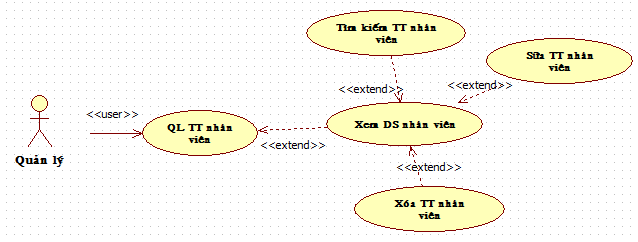 Tìm kiếm TT nhân
viên
Sửa TT nhân
viên
<<extend>>
<<extend>>
<<user>>
QL TT nhân
viên
Xem DS nhân viên
<<extend>>
Quản lý
<<extend>>
Xóa TT nhân
viên